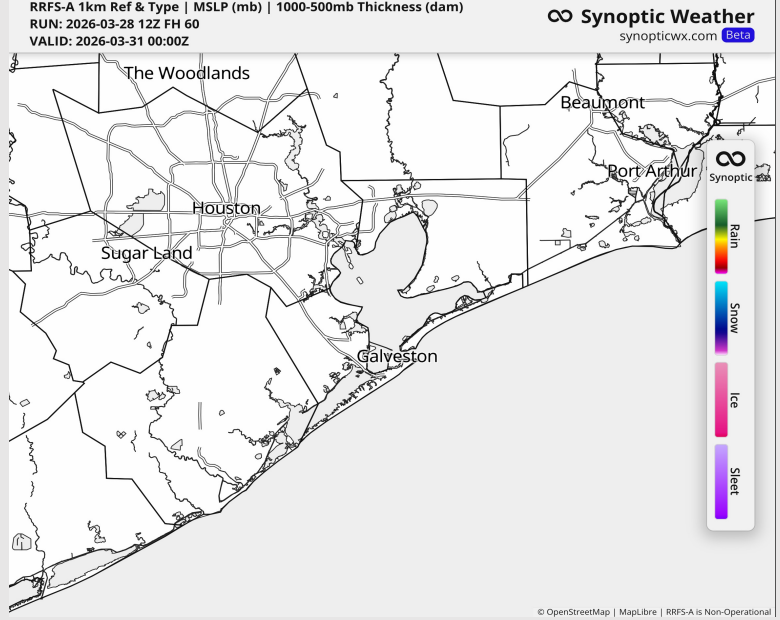 RRFS-A 1km Ref & Type | MSLP (mb) | 1000-500mb Thickness (dam)
RUN: 2026-03-28 12Z FH 60
VALID: 2026-03-31 00:00Z
Synoptic Weather
synopticwx.com Beta
The Woodlands
Beaumont
Port Arthur
Houston
Sugar Land
Galveston
Synoptic
Rain
Snow
Ice
Sleet
© OpenStreetMap | MapLibre | RRFS-A is Non-Operational